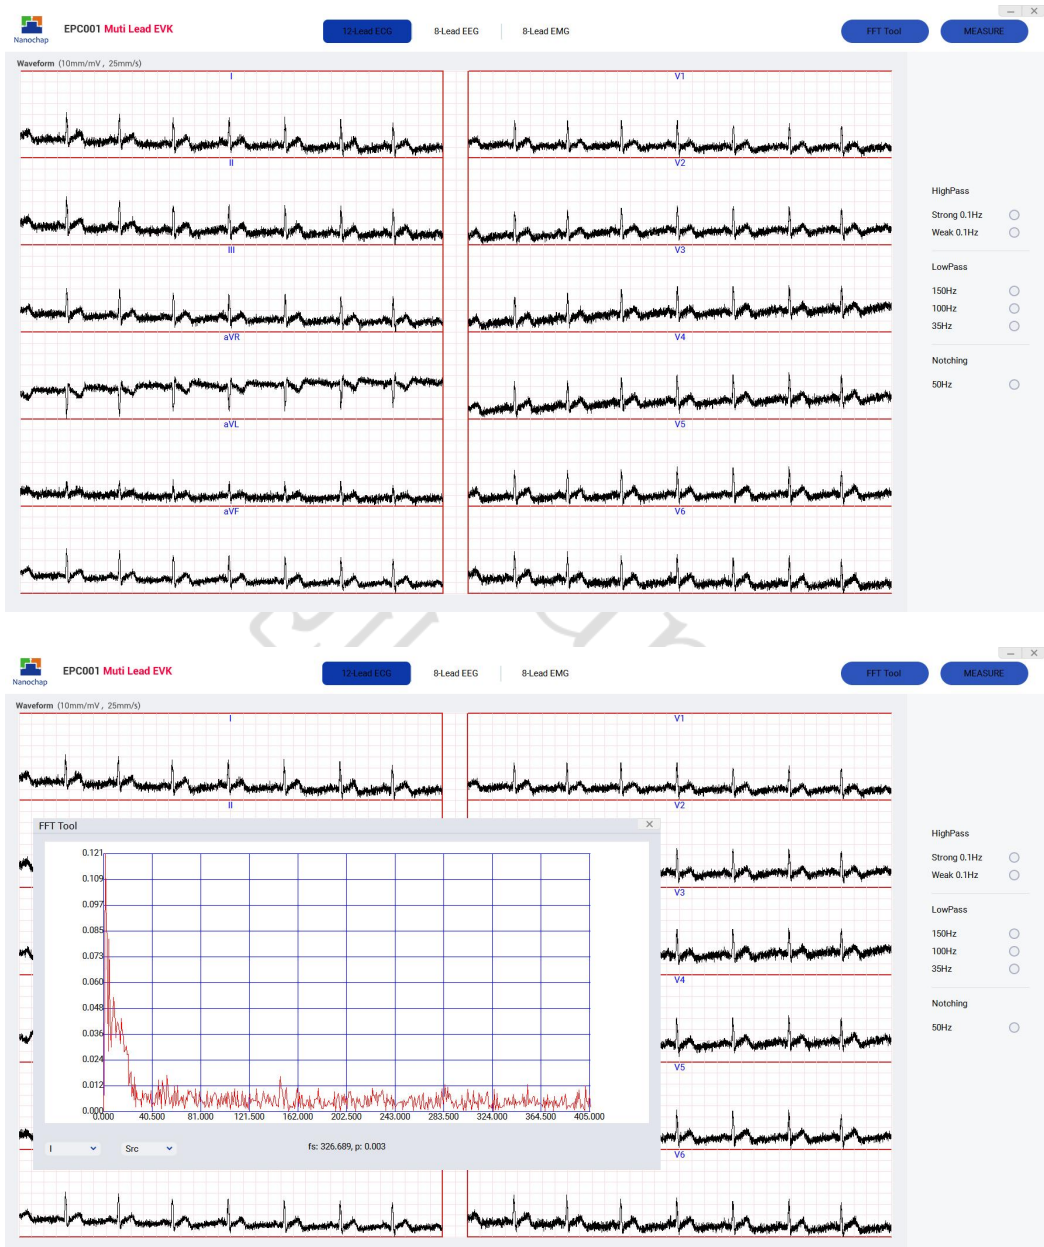 Nanochap
EPC001 Muti Lead EVK
12-Lead ECG
8-Lead EEG
8-Lead EMG
FFT Tool
MEASURE
Waveform (10mm/mV, 25mm/s)
I
V1
II
V2
III
V3
aVR
V4
aVL
V5
aVF
V6
HighPass
Strong 0.1Hz
Weak 0.1Hz
LowPass
150Hz
100Hz
35Hz
Notching
50Hz
Nanochap
EPC001 Muti Lead EVK
12-Lead ECG
8-Lead EEG
8-Lead EMG
FFT Tool
MEASURE
Waveform (10mm/mV, 25mm/s)
I
V1
II
V2
V3
V4
V5
V6
FFT Tool
0.121
0.109
0.097
0.085
0.073
0.060
0.048
0.036
0.024
0.012
0.000
0.000 40.500 81.000 121.500 162.000 202.500 243.000 283.500 324.000 364.500 405.000
I
Src
fs: 326.689, p: 0.003
HighPass
Strong 0.1Hz
Weak 0.1Hz
LowPass
150Hz
100Hz
35Hz
Notching
50Hz